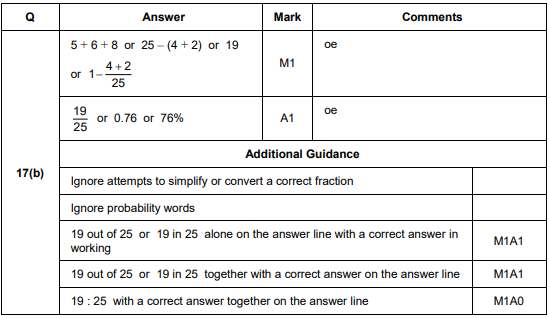 Q Answer Mark Comments
5 + 6 + 8 or 25 – (4 + 2) or 19
or 1– 4 + 2
25
M1
oe
19
25
or 0.76 or 76%
A1
oe
17(b)
Additional Guidance
Ignore attempts to simplify or convert a correct fraction
Ignore probability words
19 out of 25 or 19 in 25 alone on the answer line with a correct answer in
working
M1A1
19 out of 25 or 19 in 25 together with a correct answer on the answer line M1A1
19 : 25 with a correct answer together on the answer line M1A0